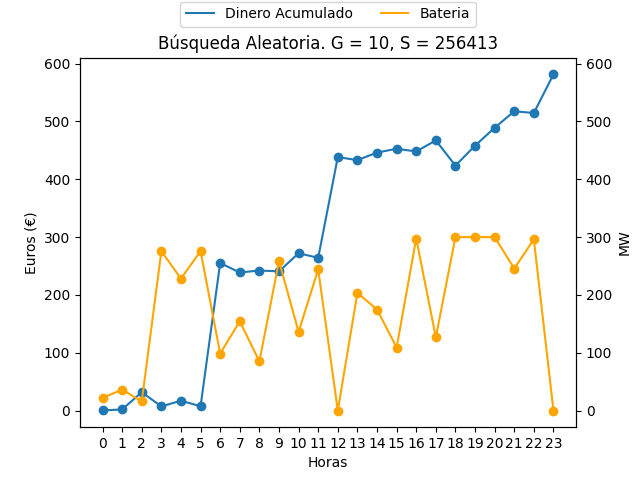 Dinero Acumulado Bateria
Búsqueda Aleatoria. G = 10, S = 256413
600 600
500 500
400 400
300 300
200 200
100 100
0 0
Euros (€)
MW
0 1 2 3 4 5 6 7 8 9 10 11 12 13 14 15 16 17 18 19 20 21 22 23
Horas